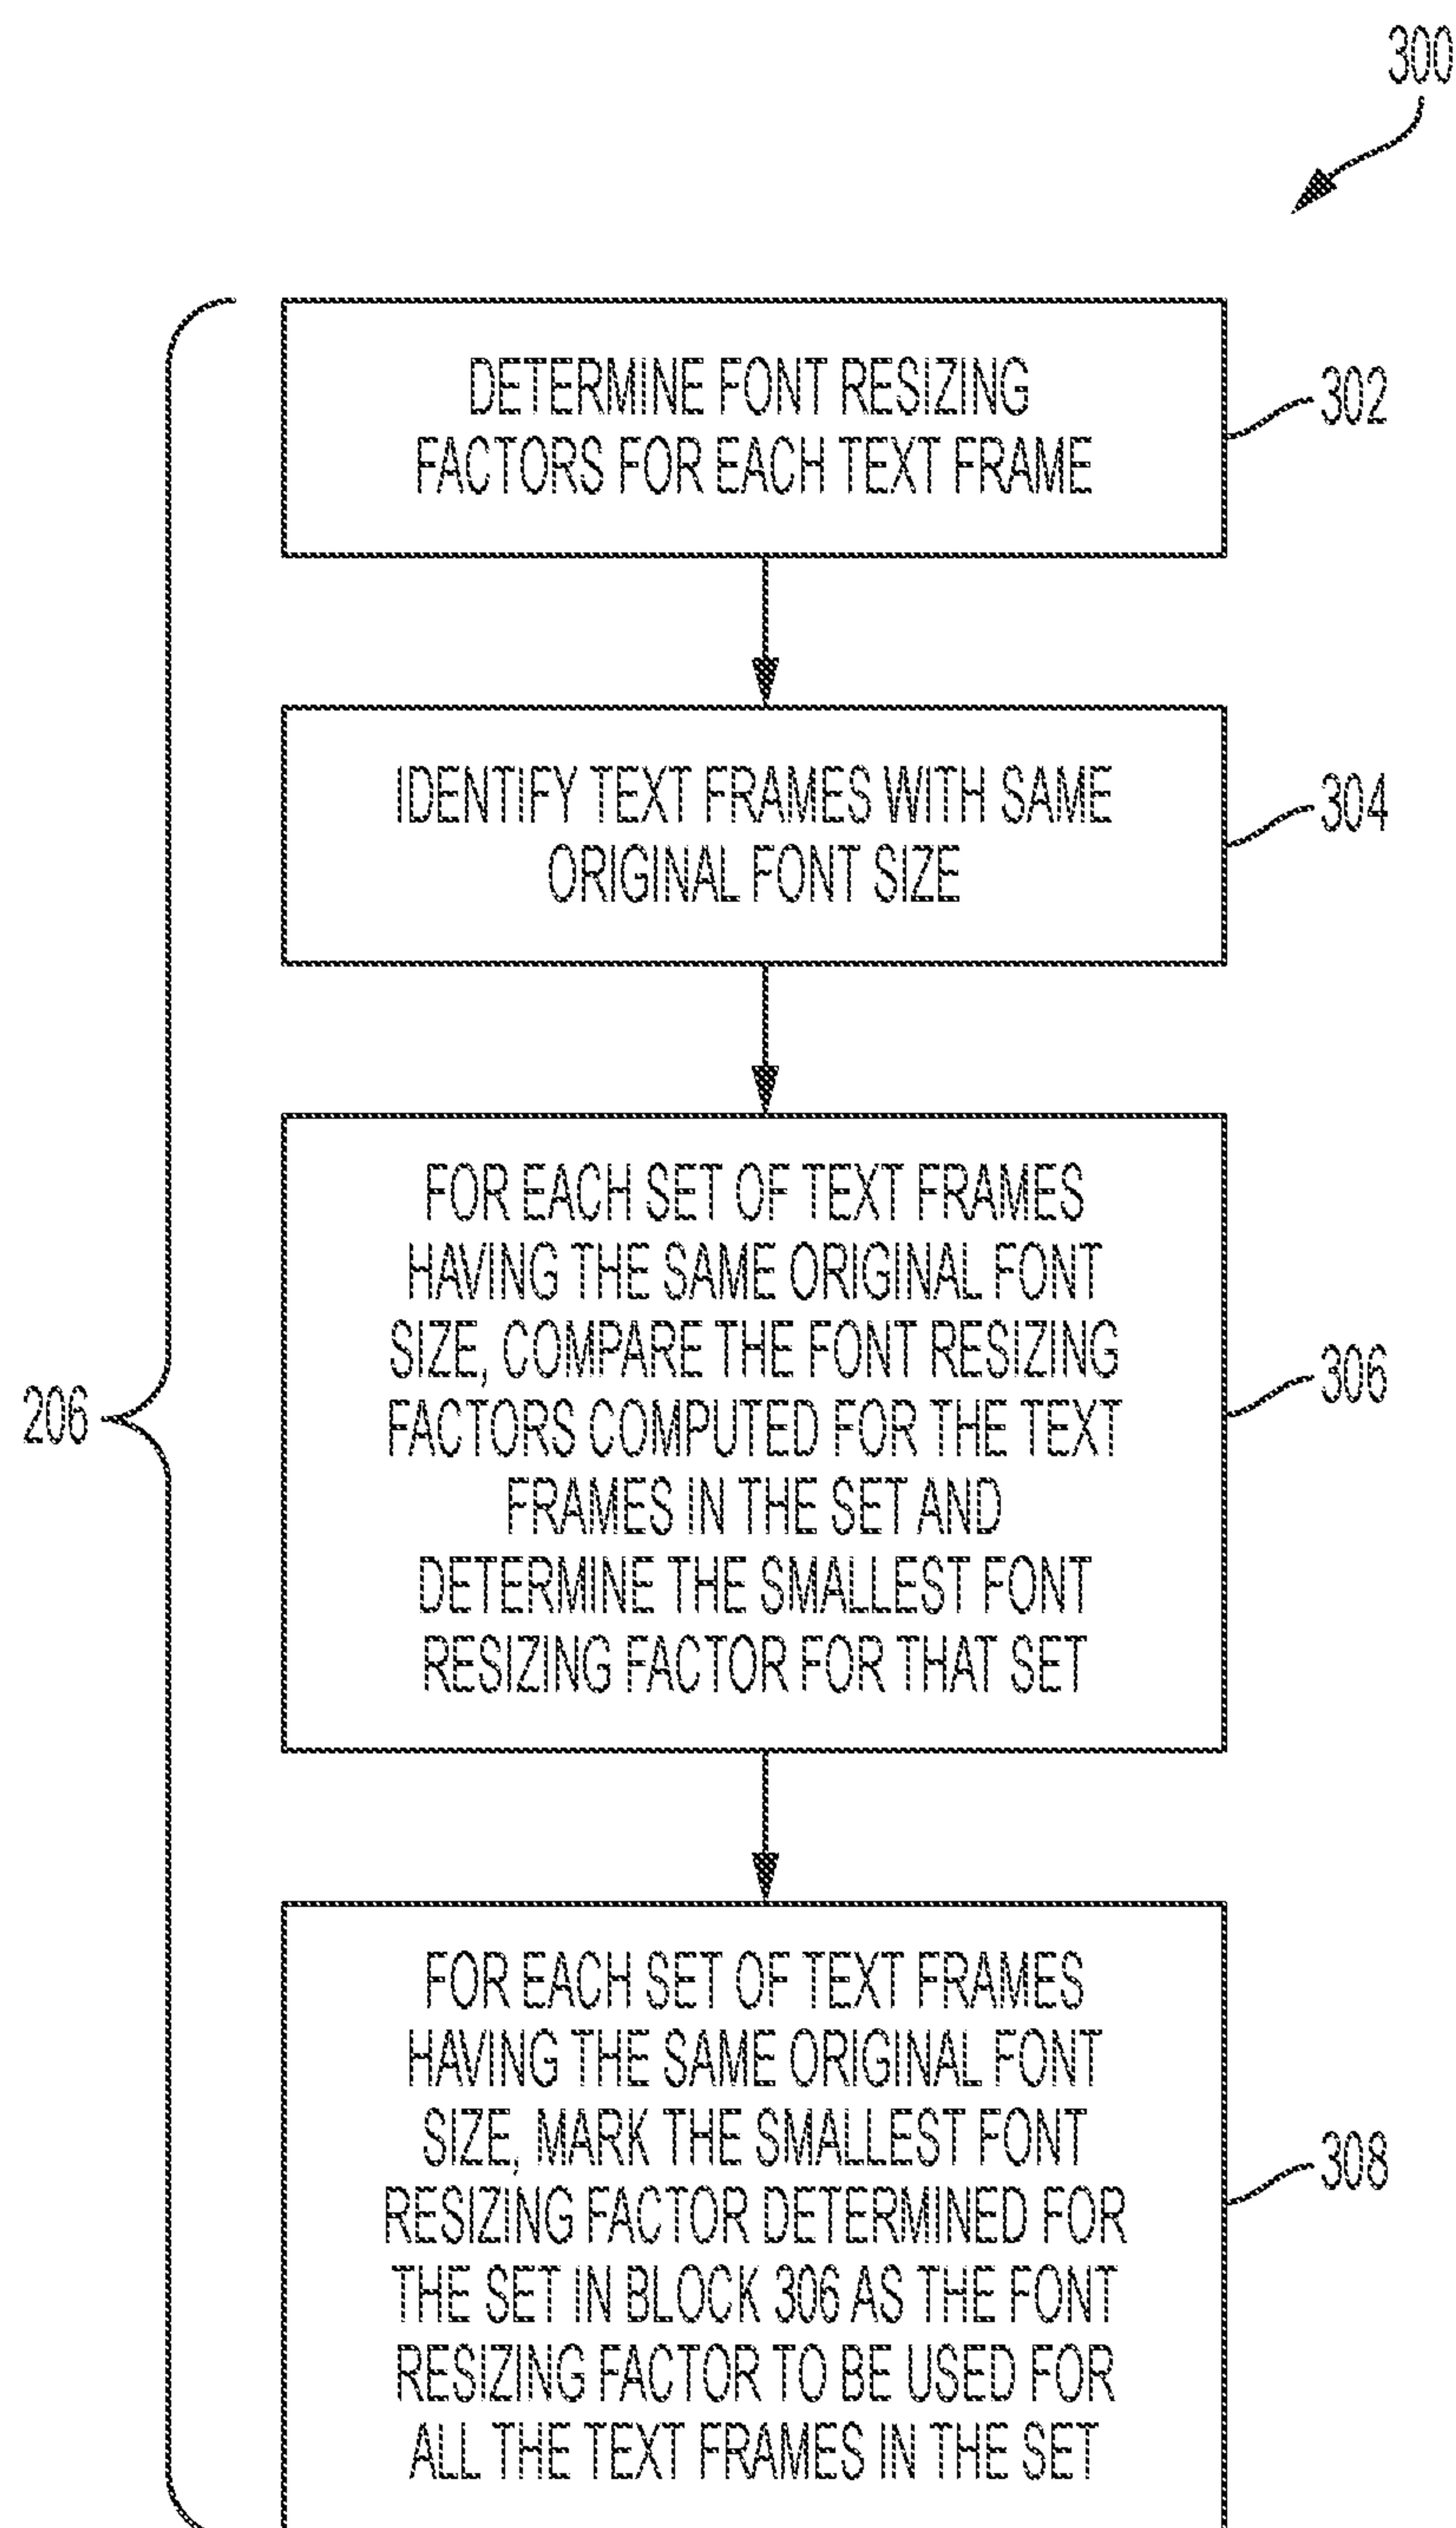 300
DETERMINE FONT RESIZING
FACTORS FOR EACH TEXT FRAME
302
IDENTIFY TEXT FRAMES WITH SAME
ORIGINAL FONT SIZE
304
FOR EACH SET OF TEXT FRAMES
HAVING THE SAME ORIGINAL FONT
SIZE, COMPARE THE FONT RESIZING
FACTORS COMPUTED FOR THE TEXT
FRAMES IN THE SET AND
DETERMINE THE SMALLEST FONT
RESIZING FACTOR FOR THAT SET
306
206
FOR EACH SET OF TEXT FRAMES
HAVING THE SAME ORIGINAL FONT
SIZE, MARK THE SMALLEST FONT
RESIZING FACTOR DETERMINED FOR
THE SET IN BLOCK 306 AS THE FONT
RESIZING FACTOR TO BE USED FOR
ALL THE TEXT FRAMES IN THE SET
308